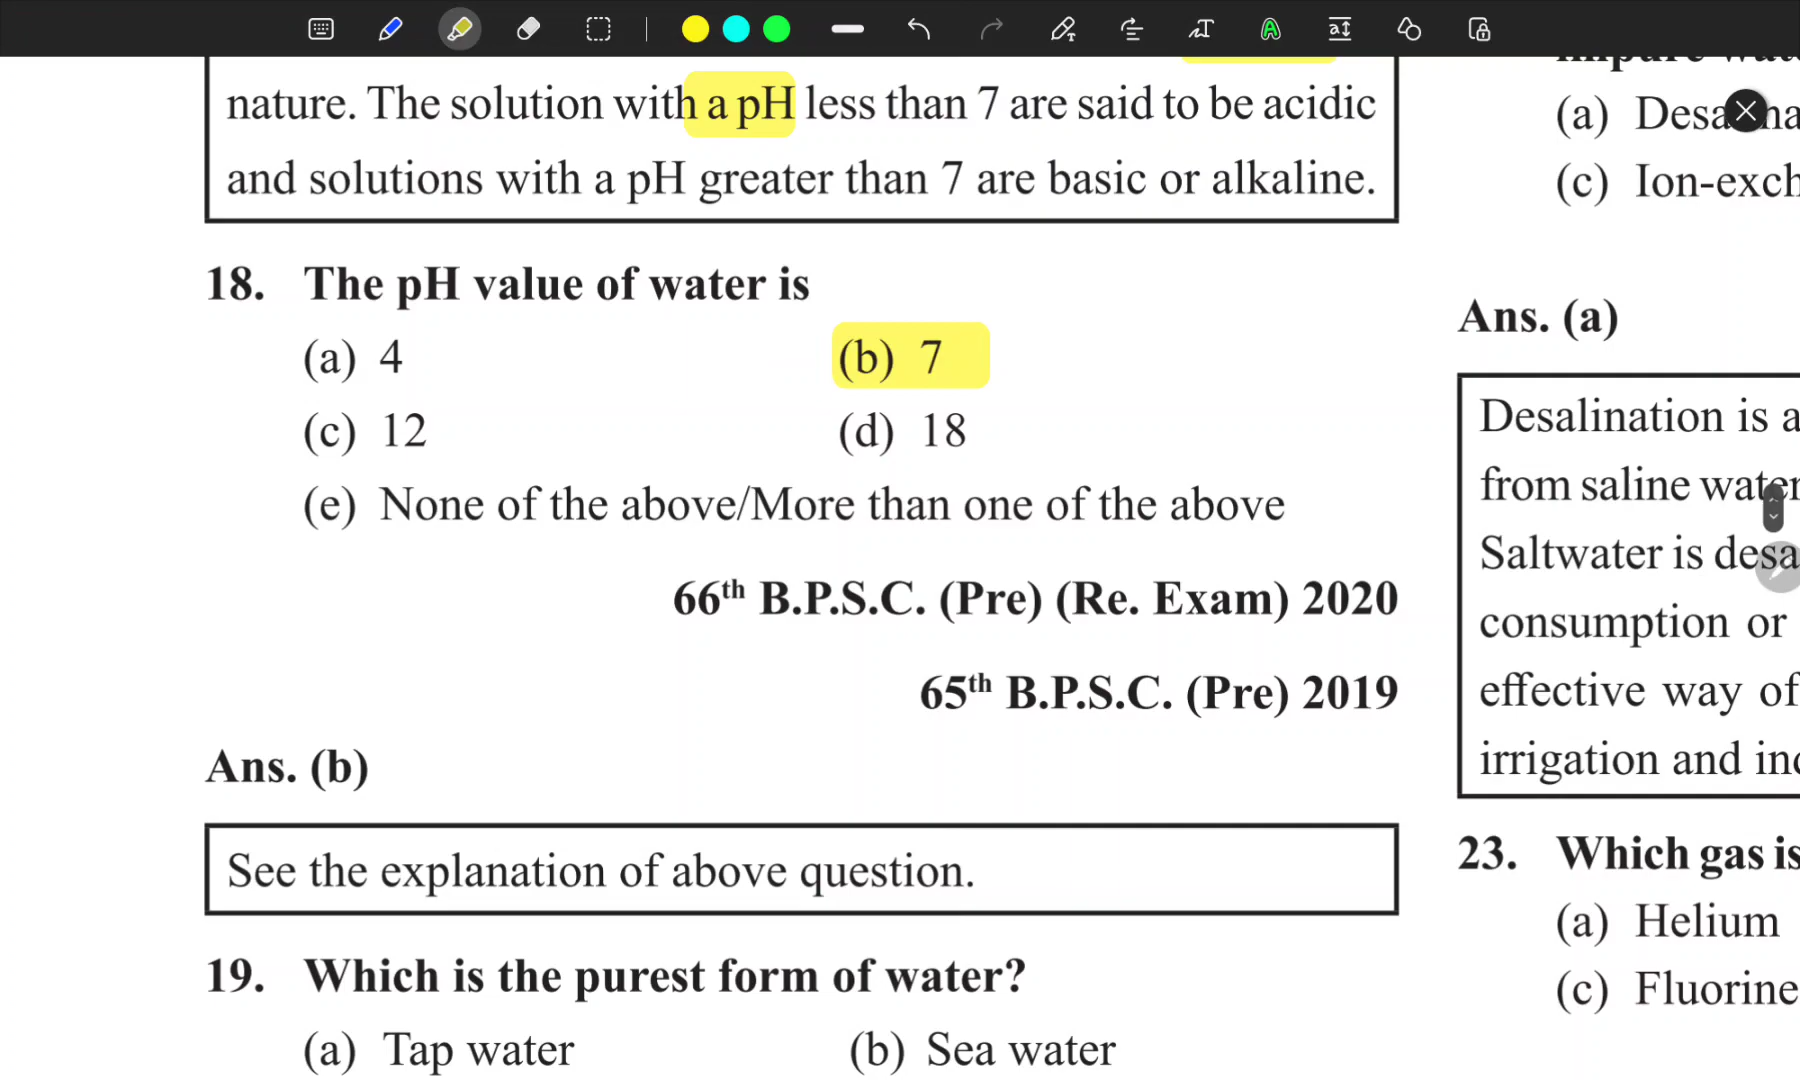 nature. The solution with a pH less than 7 are said to be acidic
and solutions with a pH greater than 7 are basic or alkaline.
18. The pH value of water is
(a) 4 (b) 7
(c) 12 (d) 18
(e) None of the above/More than one of the above
66th B.P.S.C. (Pre) (Re. Exam) 2020
65th B.P.S.C. (Pre) 2019
Ans. (b)
See the explanation of above question.
19. Which is the purest form of water?
(a) Tap water (b) Sea water
(a)
(c) Ion-exch
Ans. (a)
Desalination is a
from saline water
Saltwater is desa
consumption or
effective way of
irrigation and
23. Which gas is
(a) Helium
(c) Fluorine